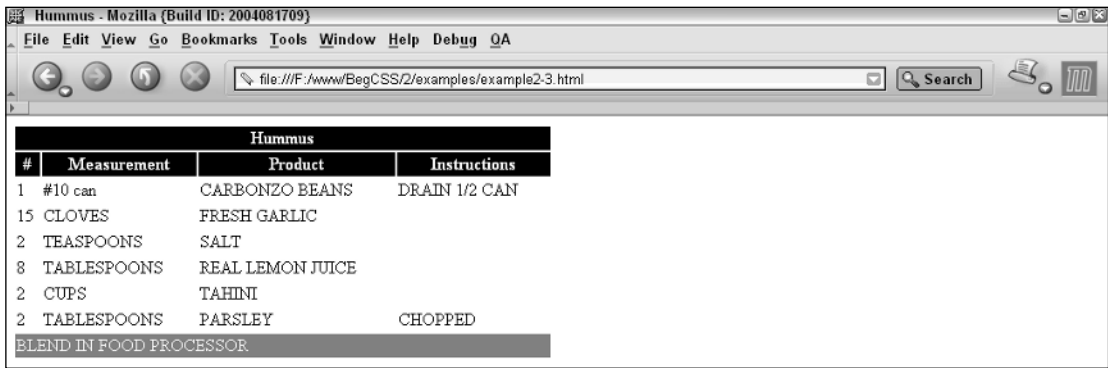 Hummus - Mozilla {Build ID: 2004081709}
File Edit View Go Bookmarks Tools Window Help Debug QA
file:///F:/www/BegCSS/2/examples/example2-3.html Search
Hummus
# Measurement Product Instructions
1 #10 can CARBONZO BEANS DRAIN 1/2 CAN
15 CLOVES FRESH GARLIC
2 TEASPOONS SALT
8 TABLESPOONS REAL LEMON JUICE
2 CUPS TAHINI
2 TABLESPOONS PARSLEY CHOPPED
BLEND IN FOOD PROCESSOR